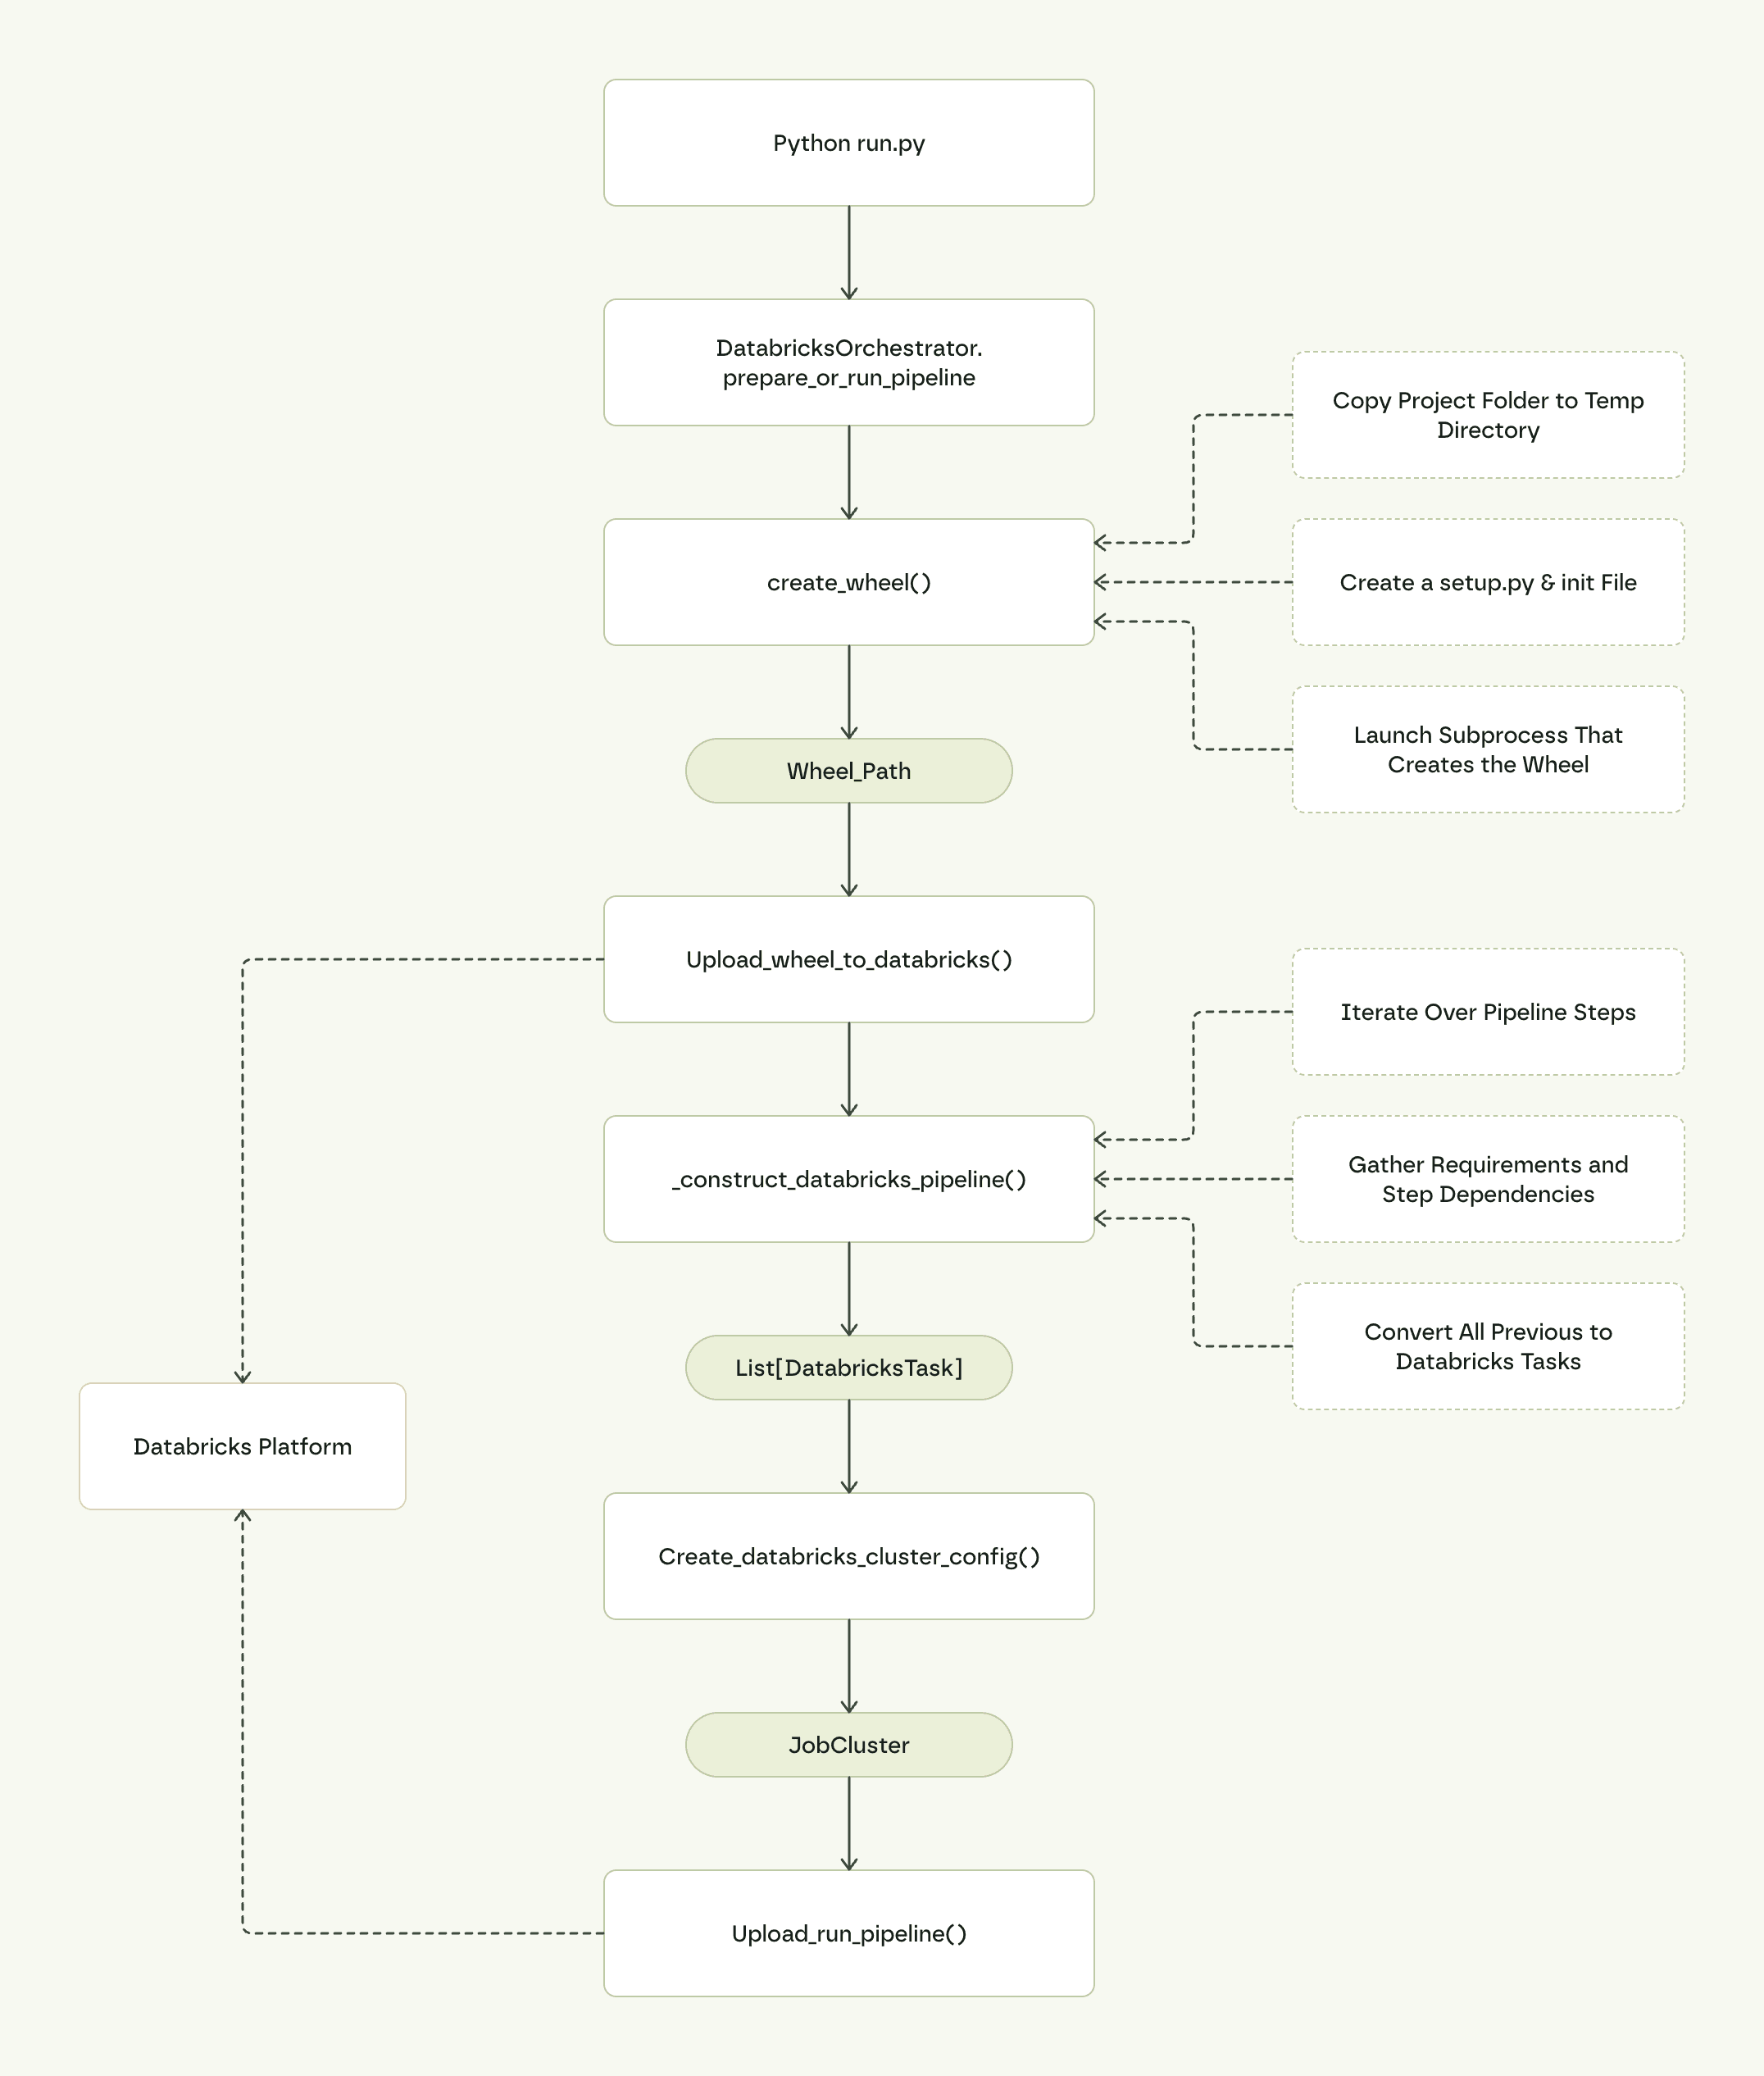 Python run.py
DatabricksOrchestrator.
prepare_or_run_pipeline
Copy Project Folder to Temp
Directory
create_wheel()
Create a setup.py & init File
Launch Subprocess That
Creates the Wheel
Wheel_Path
Upload_wheel_to_databricks()
Iterate Over Pipeline Steps
_construct_databricks_pipeline()
Gather Requirements and
Step Dependencies
List[DatabricksTask]
Convert All Previous to
Databricks Tasks
Databricks Platform
Create_databricks_cluster_config()
JobCluster
Upload_run_pipeline()